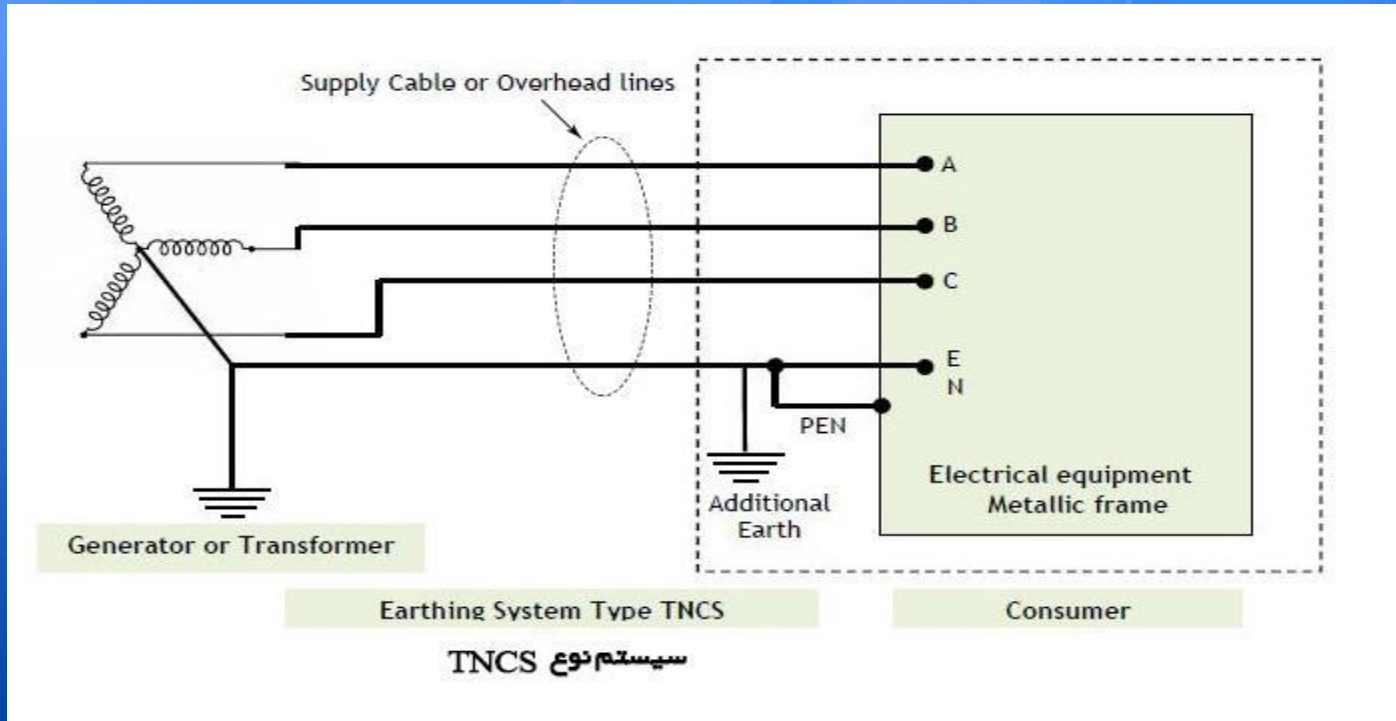 Supply Cable or Overhead lines
A
B
C
E
N
PEN
Additional
Earth
Electrical equipment
Metallic frame
Generator or Transformer
Earthing System Type TNCS
Consumer
سیستم نوع TNCS